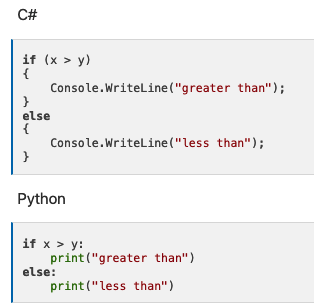 C#
if (x > y)
{
    Console.WriteLine("greater than");
}
else
{
    Console.WriteLine("less than");
}
Python
if x > y:
    print("greater than")
else:
    print("less than")